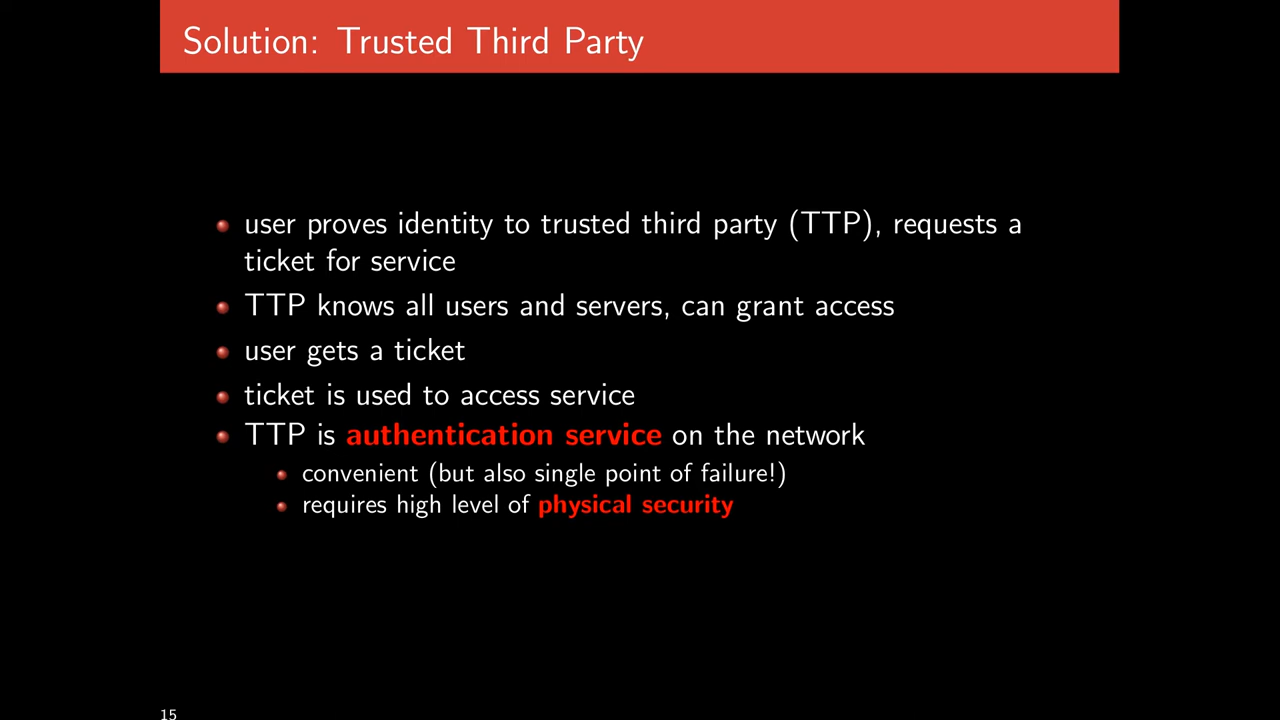 Solution: Trusted Third Party
user proves identity to trusted third party (TTP), requests a
ticket for service
TTP knows all users and servers, can grant access
user gets a ticket
ticket is used to access service
TTP is authentication service on the network
convenient (but also single point of failure!)
requires high level of physical security
15